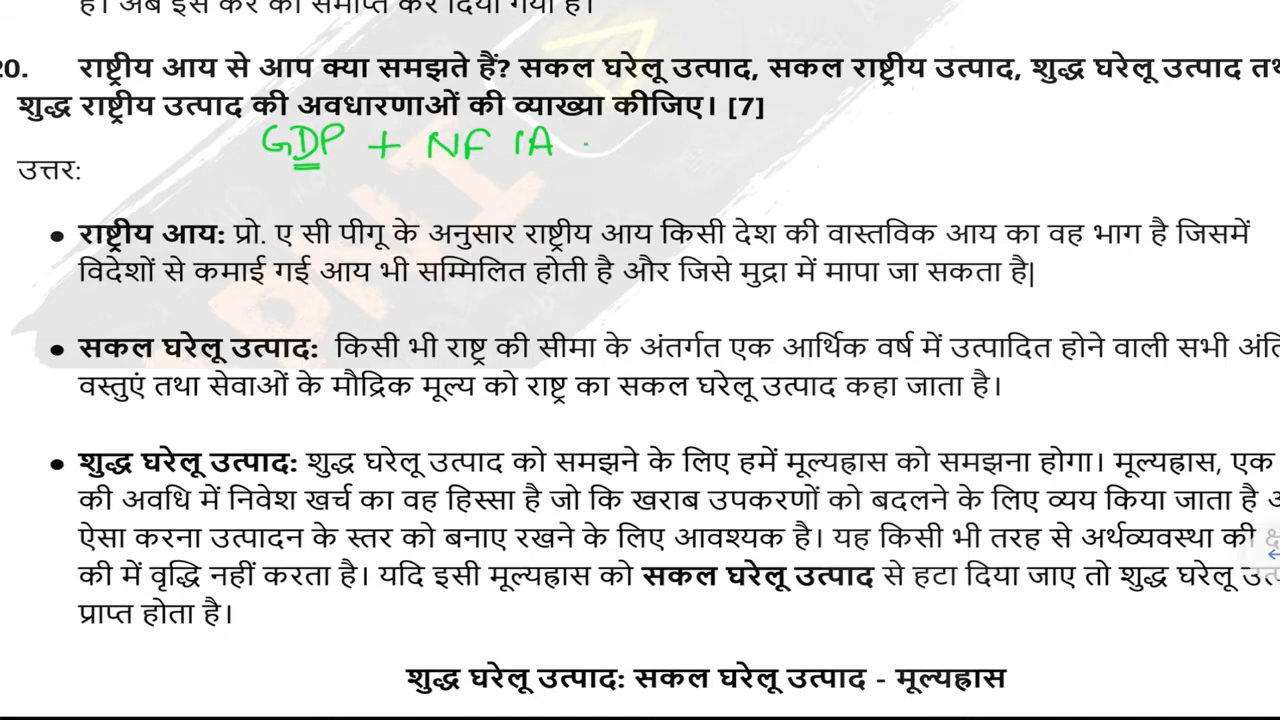 है। अब इस कर को समाप्त कर दिया गया है।
20. राष्ट्रीय आय से आप क्या समझते हैं? सकल घरेलू उत्पाद, सकल राष्ट्रीय उत्पाद, शुद्ध घरेलू उत्पाद
शुद्ध राष्ट्रीय उत्पाद की अवधारणाओं की व्याख्या कीजिए। [7]
GDP + NFIA
उत्तर:
• राष्ट्रीय आय: प्रो. ए सी पीगू के अनुसार राष्ट्रीय आय किसी देश की वास्तविक आय का वह भाग है जिसमें
विदेशों से कमाई गई आय भी सम्मिलित होती है और जिसे मुद्रा में मापा जा सकता है|
• सकल घरेलू उत्पाद: किसी भी राष्ट्र की सीमा के अंतर्गत एक आर्थिक वर्ष में उत्पादित होने वाली सभी
वस्तुएं तथा सेवाओं के मौद्रिक मूल्य को राष्ट्र का सकल घरेलू उत्पाद कहा जाता है।
• शुद्ध घरेलू उत्पाद: शुद्ध घरेलू उत्पाद को समझने के लिए हमें मूल्यह्रास को समझना होगा। मूल्यह्रास, एक
की अवधि में निवेश खर्च का वह हिस्सा है जो कि खराब उपकरणों को बदलने के लिए व्यय किया जाता है
ऐसा करना उत्पादन के स्तर को बनाए रखने के लिए आवश्यक है। यह किसी भी तरह से अर्थव्यवस्था की
की में वृद्धि नहीं करता है। यदि इसी मूल्यह्रास को सकल घरेलू उत्पाद से हटा दिया जाए तो शुद्ध घरेलू
प्राप्त होता है।
शुद्ध घरेलू उत्पाद: सकल घरेलू उत्पाद - मूल्यह्रास